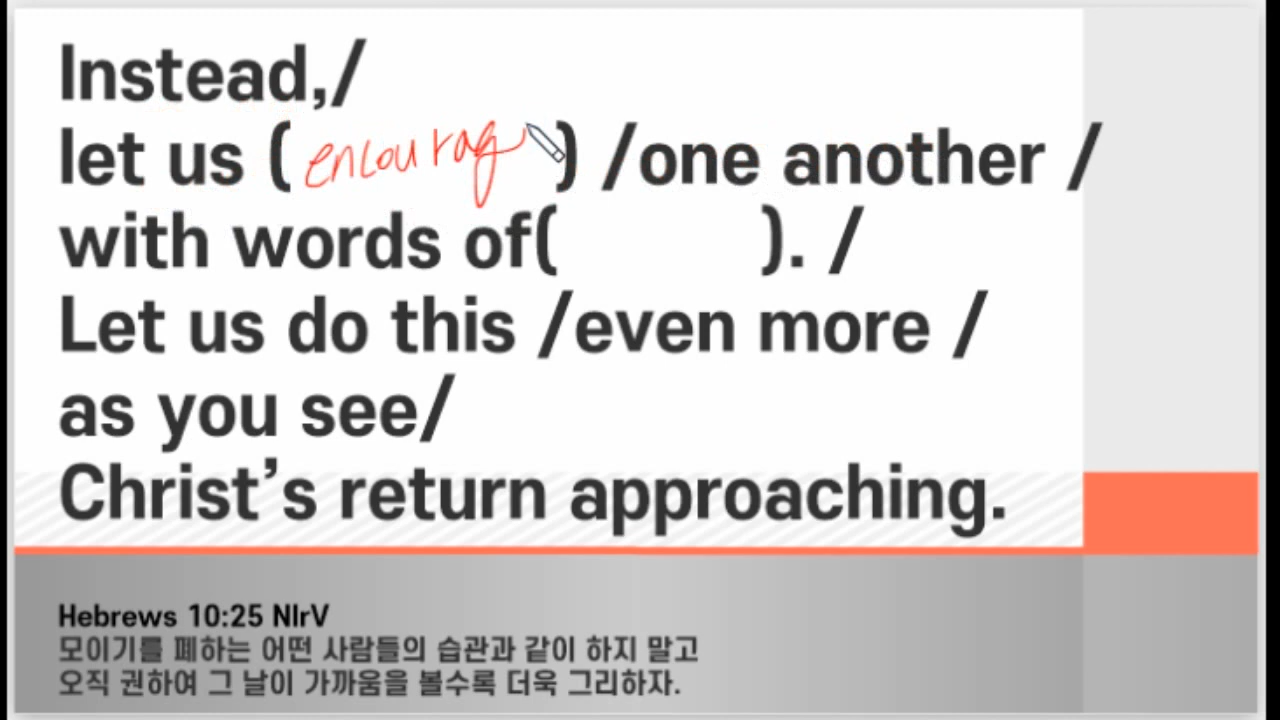 Instead,/
let us ( encourag ) /one another /
with words of( ). /
Let us do this /even more /
as you see/
Christ's return approaching.
Hebrews 10:25 NIrV
모이기를 폐하는 어떤 사람들의 습관과 같이 하지 말고
오직 권하여 그 날이 가까움을 볼수록 더욱 그리하자.